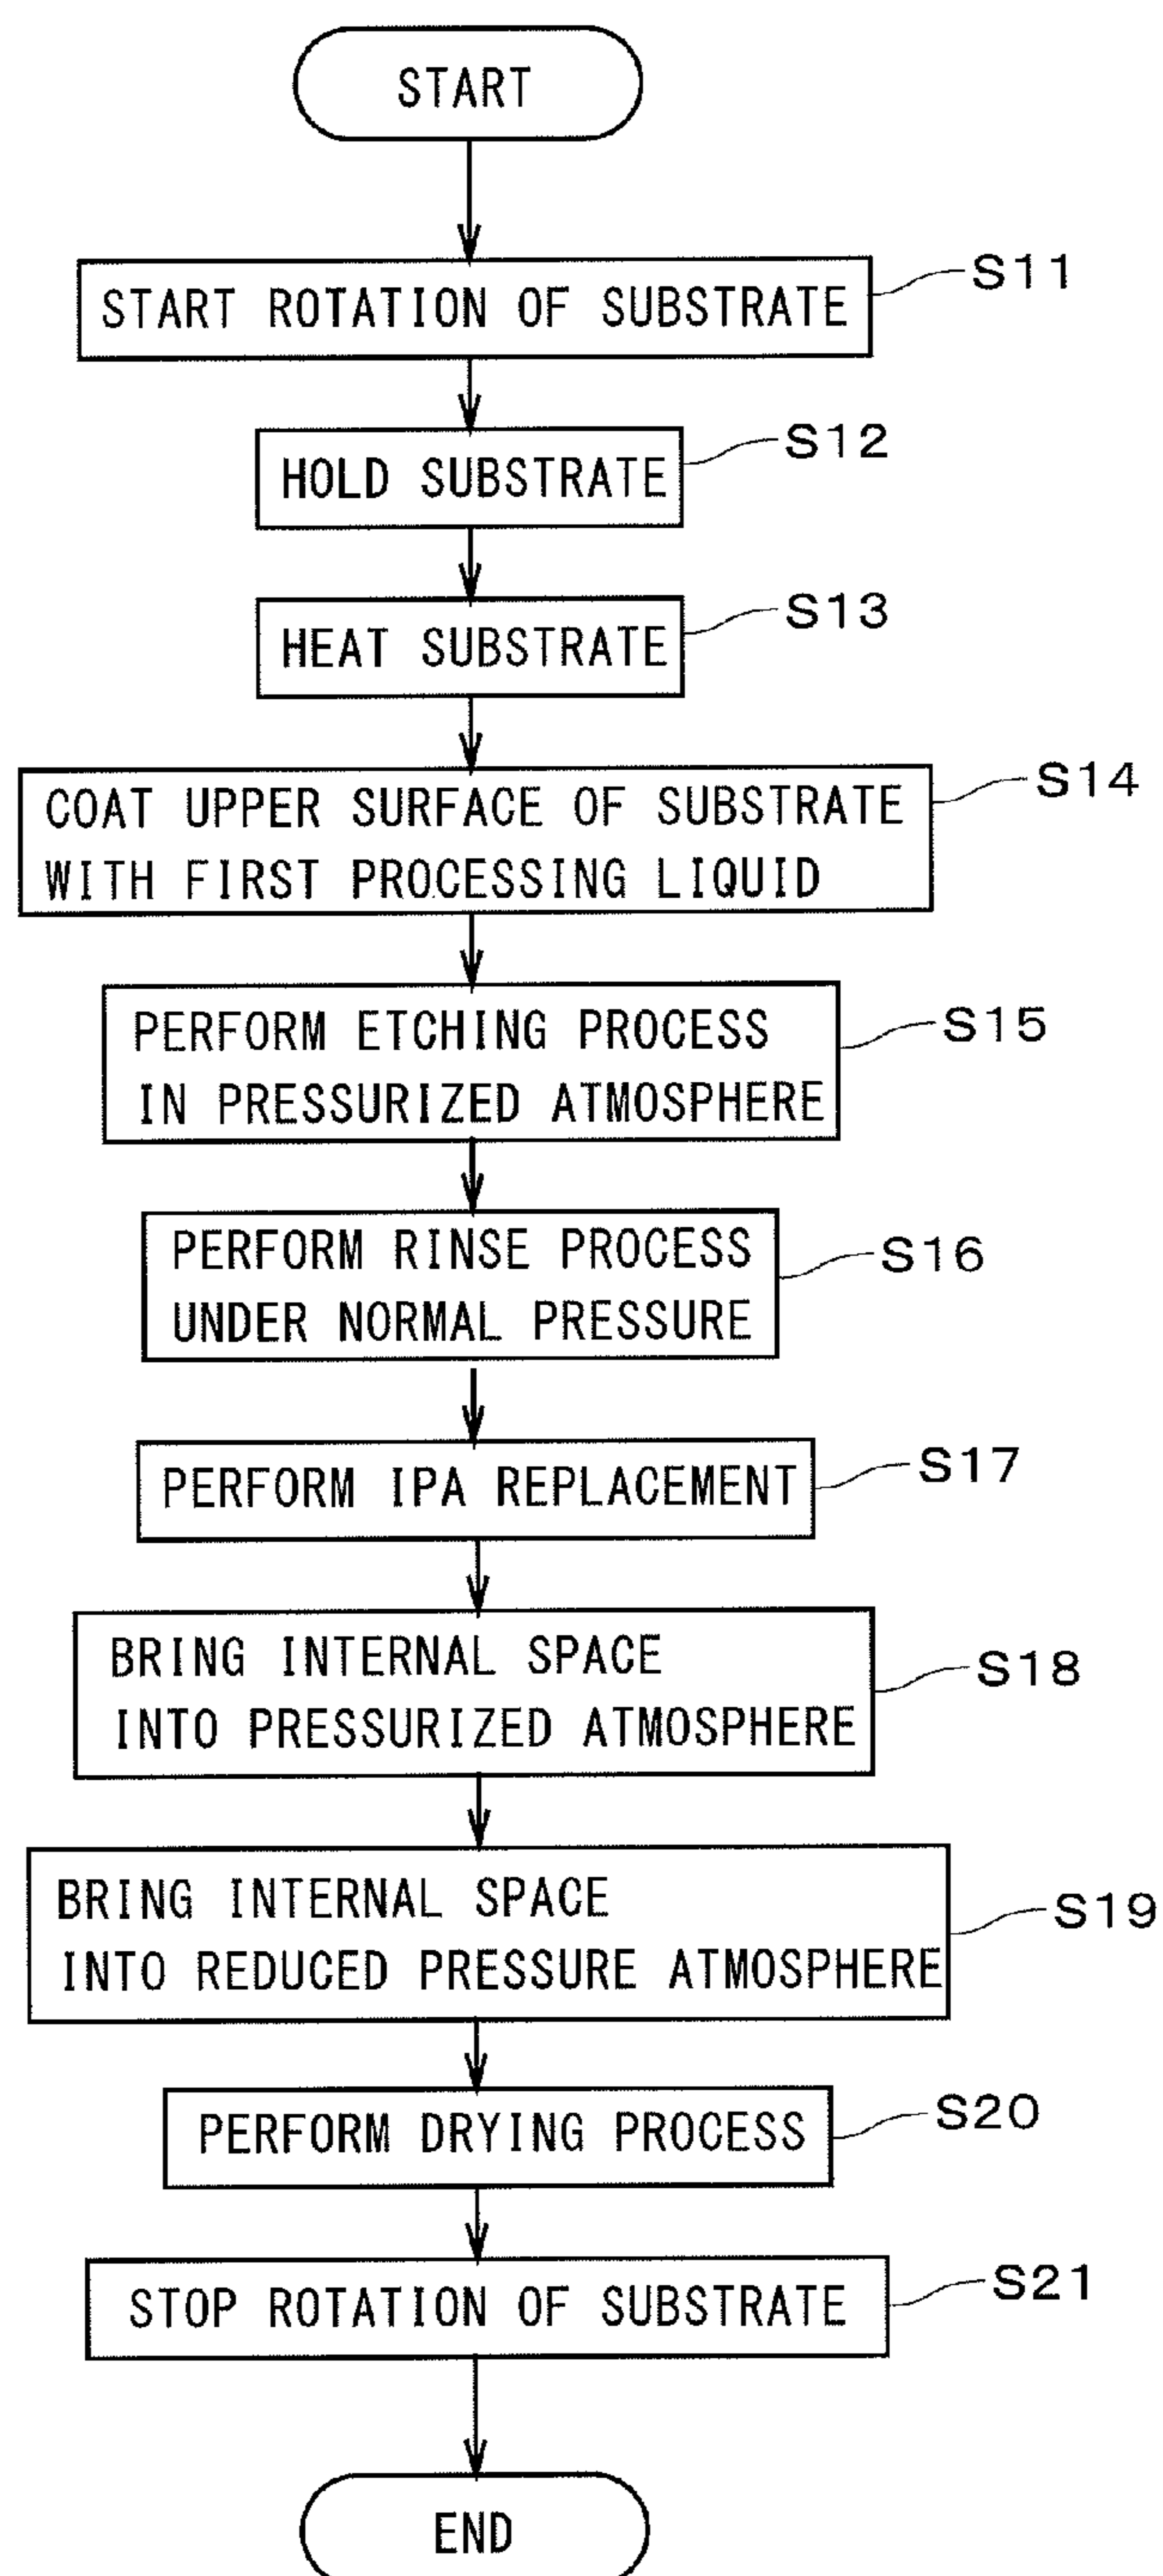 START
START ROTATION OF SUBSTRATE
S11
HOLD SUBSTRATE
S12
HEAT SUBSTRATE
S13
COAT UPPER SURFACE OF SUBSTRATE
WITH FIRST PROCESSING LIQUID
S14
PERFORM ETCHING PROCESS
IN PRESSURIZED ATMOSPHERE
S15
PERFORM RINSE PROCESS
UNDER NORMAL PRESSURE
S16
PERFORM IPA REPLACEMENT
S17
BRING INTERNAL SPACE
INTO PRESSURIZED ATMOSPHERE
S18
BRING INTERNAL SPACE
INTO REDUCED PRESSURE ATMOSPHERE
S19
PERFORM DRYING PROCESS
S20
STOP ROTATION OF SUBSTRATE
S21
END